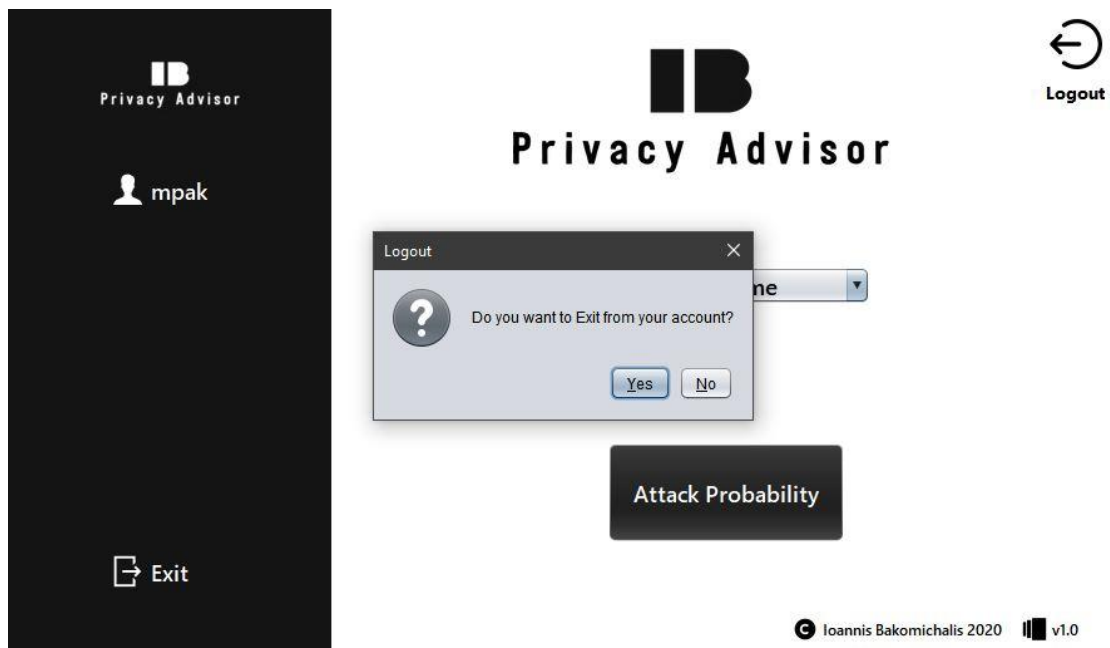 Privacy Advisor
mpak
Exit
Logout
Privacy Advisor
Logout
Do you want to Exit from your account?
Yes
No
Attack Probability
Ioannis Bakomichalis 2020
v1.0